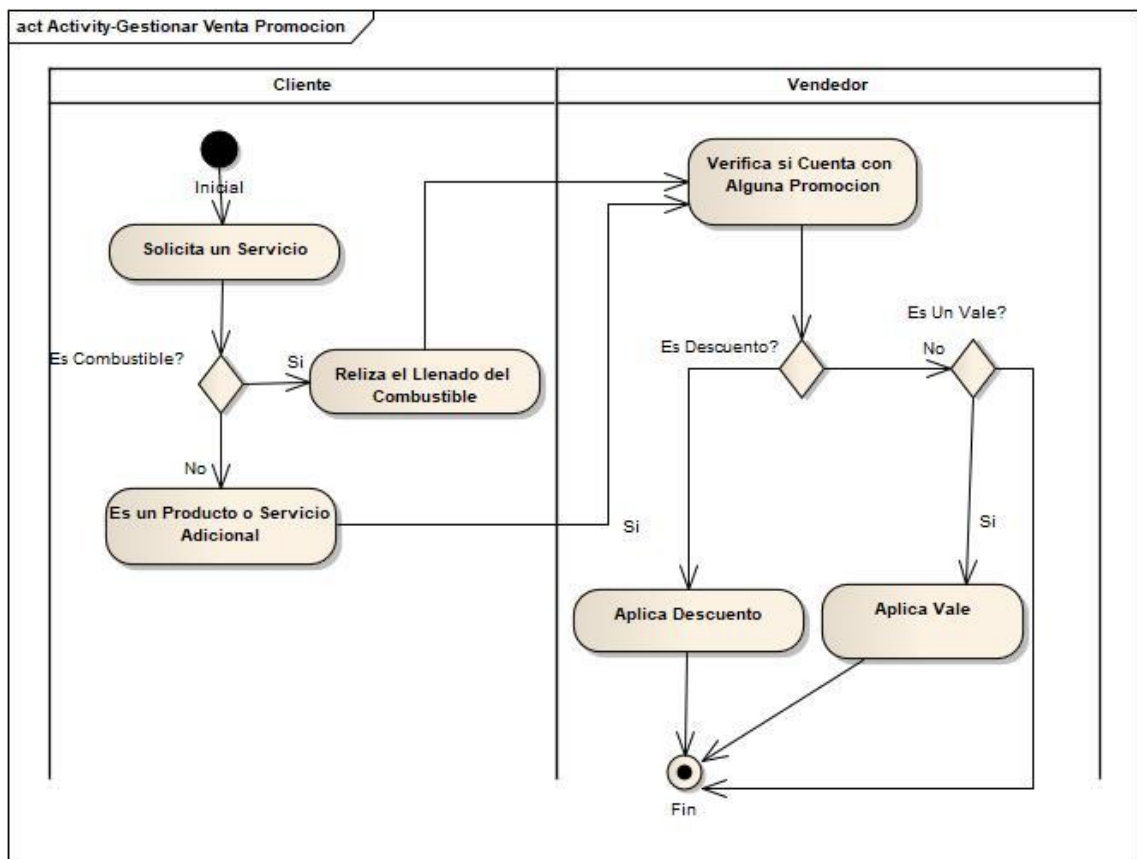 act Activity-Gestionar Venta Promocion
Cliente
Vendedor
Inicial
Solicita un Servicio
Es Combustible?
Si
Reliza el Llenado del
Combustible
No
Es un Producto o Servicio
Adicional
Verifica si Cuenta con
Alguna Promocion
Es Descuento?
No
Es Un Vale?
Si
Si
Aplica Descuento
Aplica Vale
Fin